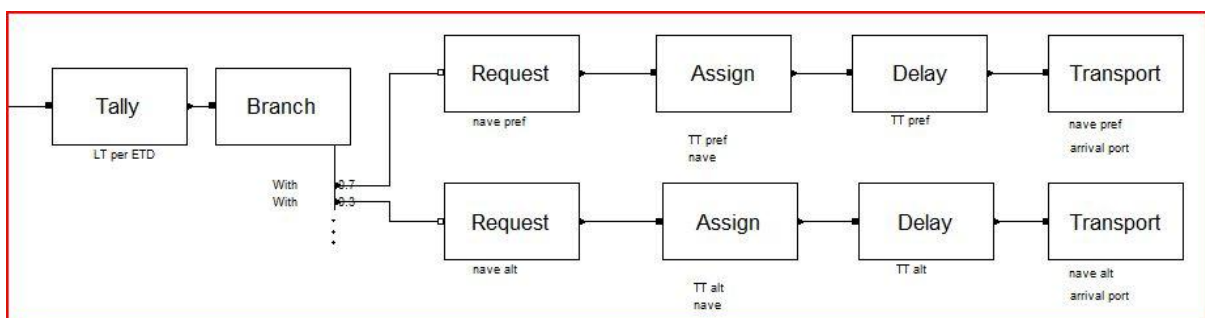 Request
Assign
Delay
Transport
Tally
Branch
nave pref
TT pref
nave pref
LT per ETD
TT pref
nave
arrival port
With 0.7
With 0.3
Request
Assign
Delay
Transport
nave alt
TT alt
nave alt
TT alt
nave
arrival port